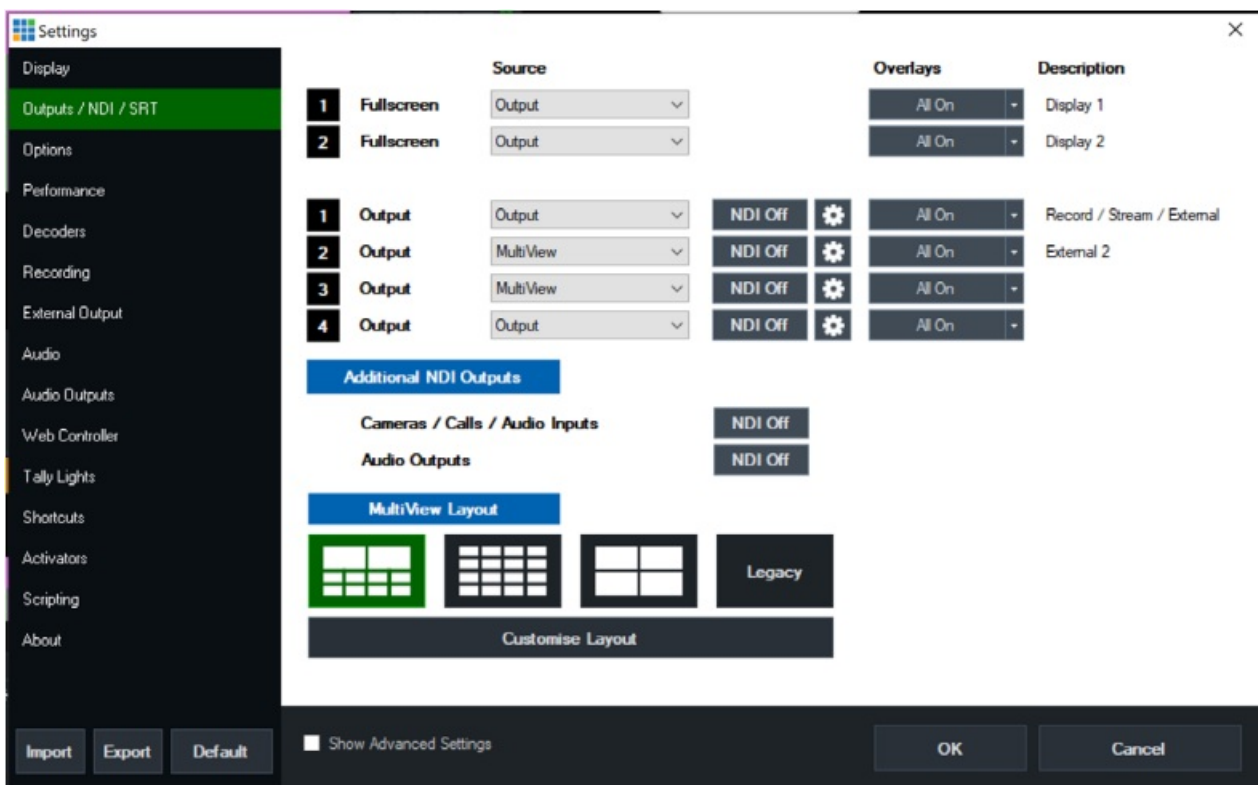 Settings
Display
Outputs / NDI / SRT
Options
Performance
Decoders
Recording
External Output
Audio
Audio Outputs
Web Controller
Tally Lights
Shortcuts
Activators
Scripting
About
Import Export Default
Source Overlays Description
1 Fullscreen Output All On Display 1
2 Fullscreen Output All On Display 2
1 Output Output NDI Off All On Record / Stream / External
2 Output MultiView NDI Off All On External 2
3 Output MultiView NDI Off All On
4 Output Output NDI Off All On
Additional NDI Outputs
Cameras / Calls / Audio Inputs NDI Off
Audio Outputs NDI Off
MultiView Layout
Legacy
Customise Layout
Show Advanced Settings OK Cancel